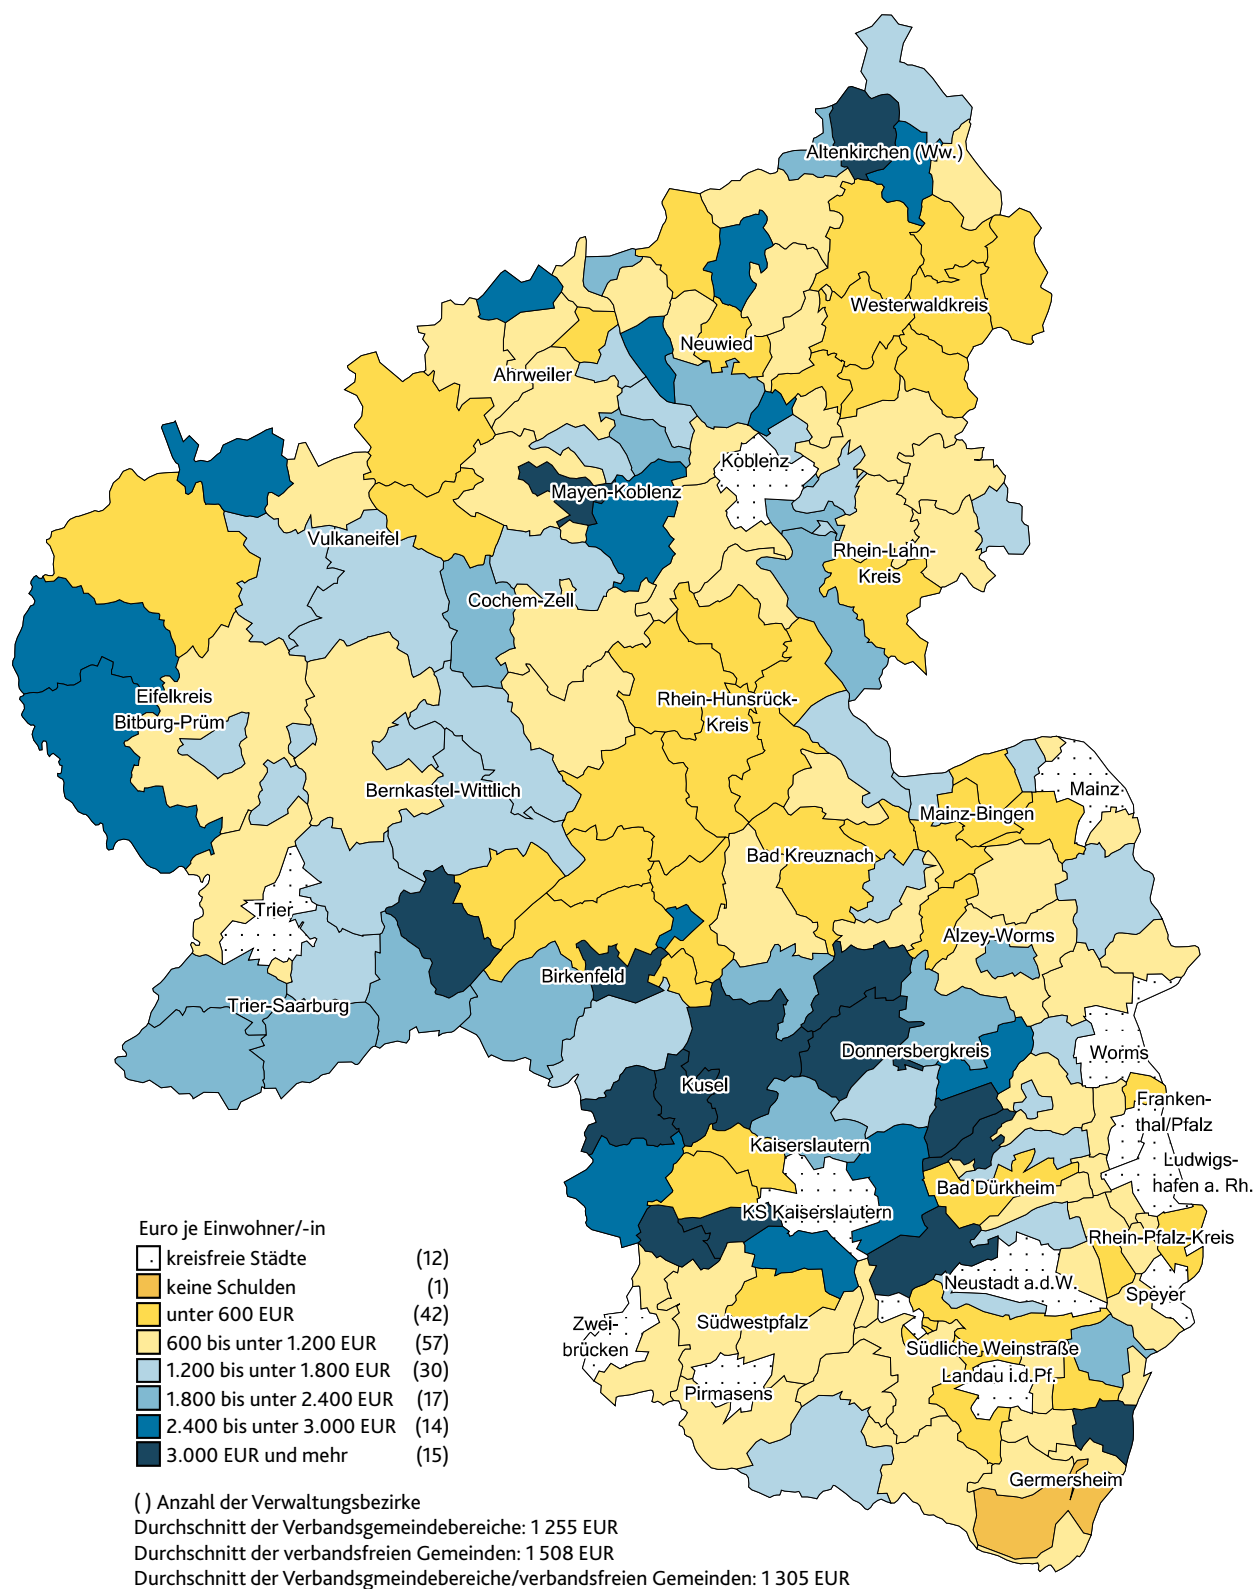 Altenkirchen (Ww.)
Westerwaldkreis
Neuwied
Ahrweiler
Koblenz
Mayen-Koblenz
Vulkaneifel
Rhein-Lahn-
Kreis
Cochem-Zell
Eifelkreis
Bitburg-Prüm
Rhein-Hunsrück-
Kreis
Bernkastel-Wittlich
Mainz
Mainz-Bingen
Bad Kreuznach
Trier
Alzey-Worms
Birkenfeld
Trier-Saarburg
Donnersbergkreis
Worms
Kusel
Franken-
thal/Pfalz
Kaiserslautern
Ludwigs-
hafen a. Rh.
Bad Dürkheim
KS Kaiserslautern
Rhein-Pfalz-Kreis
Neustadt a.d.W.
Speyer
Zwei-
brücken
Südwestpfalz
Südliche Weinstraße
Landau i.d.Pf.
Pirmasens
Germersheim
Euro je Einwohner/-in
kreisfreie Städte (12)
keine Schulden (1)
unter 600 EUR (42)
600 bis unter 1.200 EUR (57)
1.200 bis unter 1.800 EUR (30)
1.800 bis unter 2.400 EUR (17)
2.400 bis unter 3.000 EUR (14)
3.000 EUR und mehr (15)
( ) Anzahl der Verwaltungsbezirke
Durchschnitt der Verbandsgemeindebereiche: 1 255 EUR
Durchschnitt der verbandsfreien Gemeinden: 1 508 EUR
Durchschnitt der Verbandsgmeindebereiche/verbandsfreien Gemeinden: 1 305 EUR